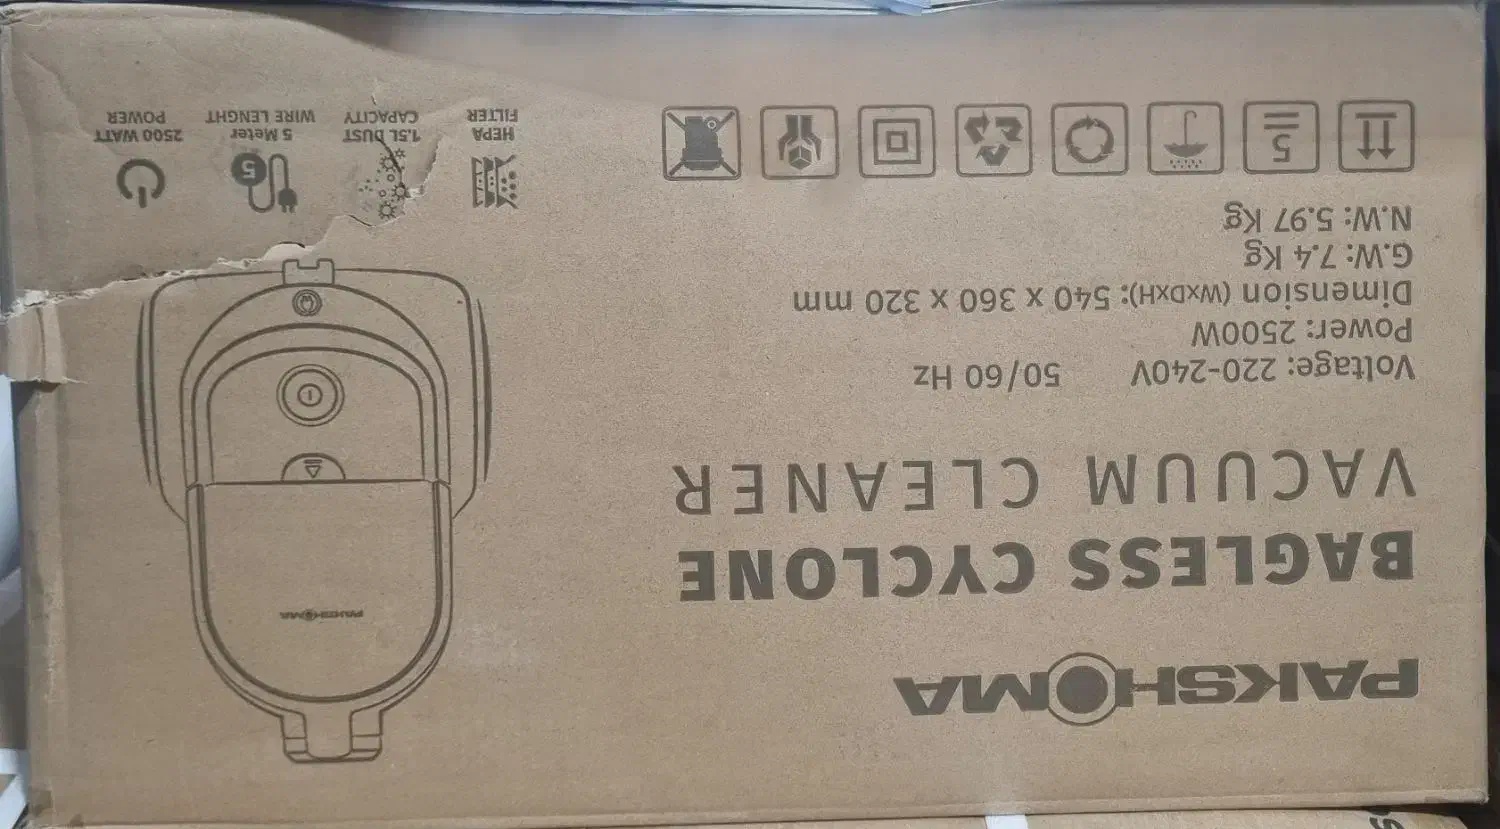 PAKSHOMA
BAGLESS CYCLONE
VACUUM CLEANER
Voltage: 220-240V 50/60 Hz
Power: 2500W
Dimension (WxDxH): 540 x 360 x 320 mm
G.W: 7.4 Kg
N.W: 5.97 Kg
5
PAKSHOMA
HEPA
FILTER
1.5L DUST
CAPACITY
5
5 Meter
WIRE LENGHT
2500 WATT
POWER